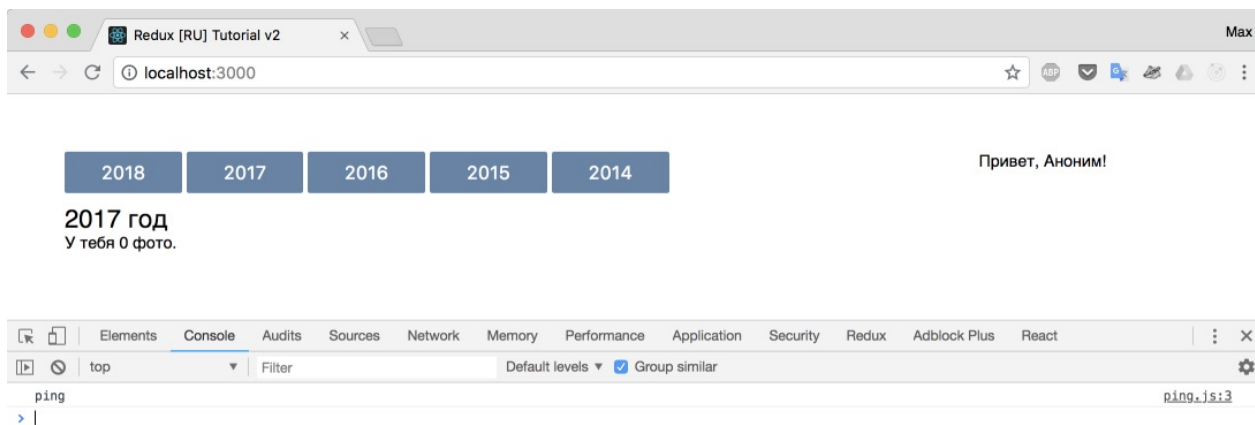 Redux [RU] Tutorial v2
Max
localhost:3000
ABP
2018 2017 2016 2015 2014
Привет, Аноним!
2017 год
У тебя 0 фото.
Elements Console Audits Sources Network Memory Performance Application Security Redux Adblock Plus React
top Filter Default levels Group similar
ping ping.js:3